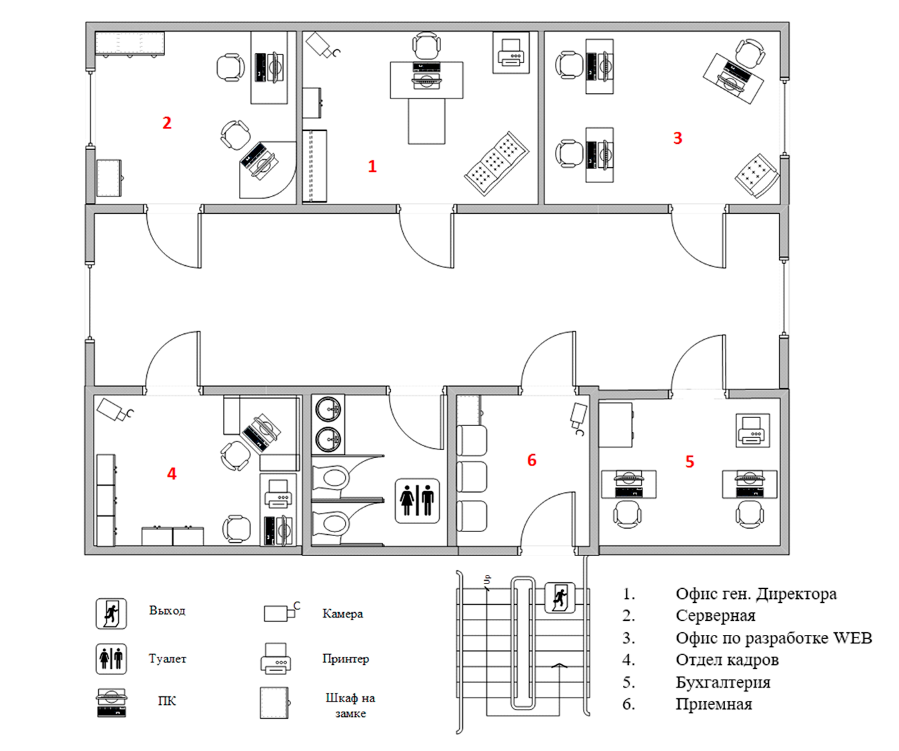 2
1
3
4
6
5
Up
Выход
Камера
Туалет
Принтер
ПК
Шкаф на
замке
1. Офис ген. Директора
2. Серверная
3. Офис по разработке WEB
4. Отдел кадров
5. Бухгалтерия
6. Приемная